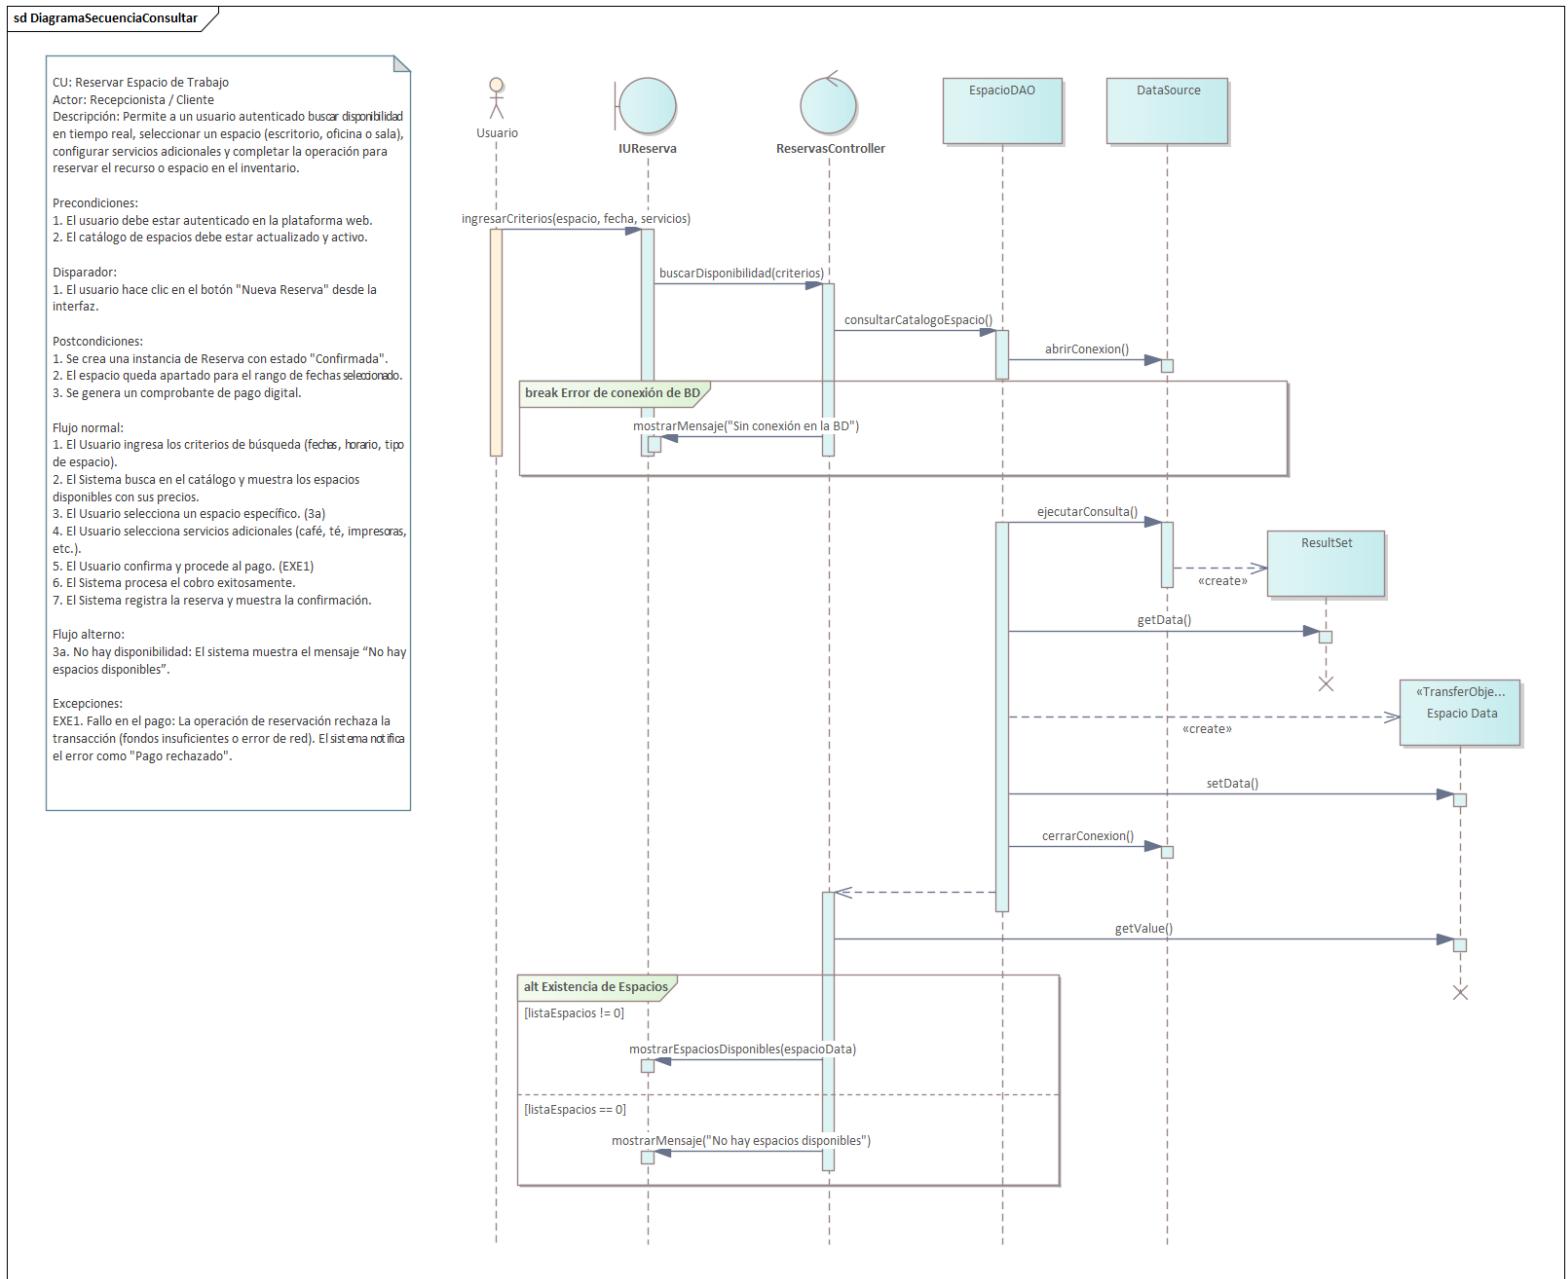 sd DiagramaSecuenciaConsultar
CU: Reservar Espacio de Trabajo
Actor: Recepcionista / Cliente
Descripción: Permite a un usuario autenticado buscar disponibilidad
en tiempo real, seleccionar un espacio (escritorio, oficina o sala),
configurar servicios adicionales y completar la operación para
reservar el recurso o espacio en el inventario.
Precondiciones:
1. El usuario debe estar autenticado en la plataforma web.
2. El catálogo de espacios debe estar actualizado y activo.
Disparador:
1. El usuario hace clic en el botón "Nueva Reserva" desde la
interfaz.
Postcondiciones:
1. Se crea una instancia de Reserva con estado "Confirmada".
2. El espacio queda apartado para el rango de fechas seleccionado.
3. Se genera un comprobante de pago digital.
Flujo normal:
1. El Usuario ingresa los criterios de búsqueda (fechas, horario, tipo
de espacio).
2. El Sistema busca en el catálogo y muestra los espacios
disponibles con sus precios.
3. El Usuario selecciona un espacio específico. (3a)
4. El Usuario selecciona servicios adicionales (café, té, impresoras,
etc.).
5. El Usuario confirma y procede al pago. (EXE1)
6. El Sistema procesa el cobro exitosamente.
7. El Sistema registra la reserva y muestra la confirmación.
Flujo alterno:
3a. No hay disponibilidad: El sistema muestra el mensaje “No hay
espacios disponibles”.
Excepciones:
EXE1. Fallo en el pago: La operación de reservación rechaza la
transacción (fondos insuficientes o error de red). El sistema notifica
el error como "Pago rechazado".
Usuario
IUReserva
ReservasController
EspacioDAO
DataSource
ingresarCriterios(espacio, fecha, servicios)
buscarDisponibilidad(criterios)
consultarCatalogoEspacio()
abrirConexion()
break Error de conexión de BD
mostrarMensaje("Sin conexión en la BD")
ejecutarConsulta()
ResultSet
«create»
getData()
«TransferObje...
Espacio Data
«create»
setData()
cerrarConexion()
getValue()
alt Existencia de Espacios
[listaEspacios != 0]
mostrarEspaciosDisponibles(espacioData)
[listaEspacios == 0]
mostrarMensaje("No hay espacios disponibles")